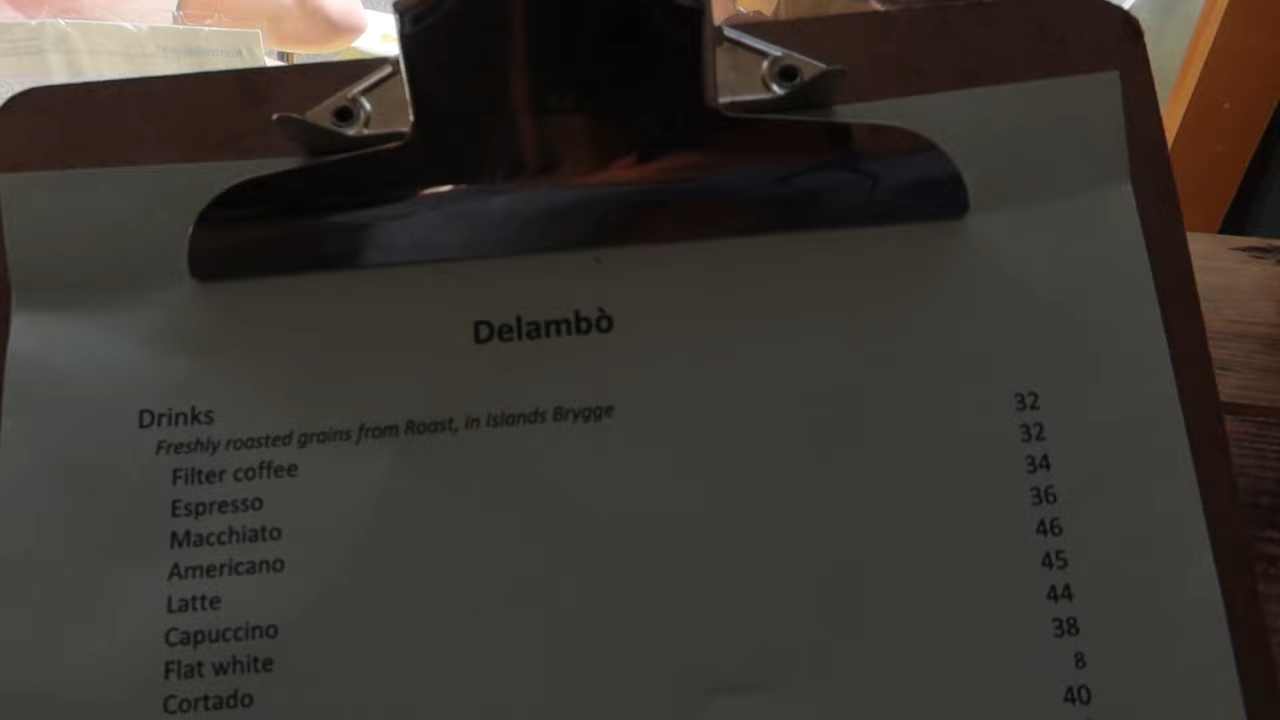 Delambò
Drinks
Freshly roasted grains from Roast, in Islands Brygge
Filter coffee 32
Espresso 32
Macchiato 34
Americano 36
Latte 46
Capuccino 45
Flat white 44
Cortado 38
8
40